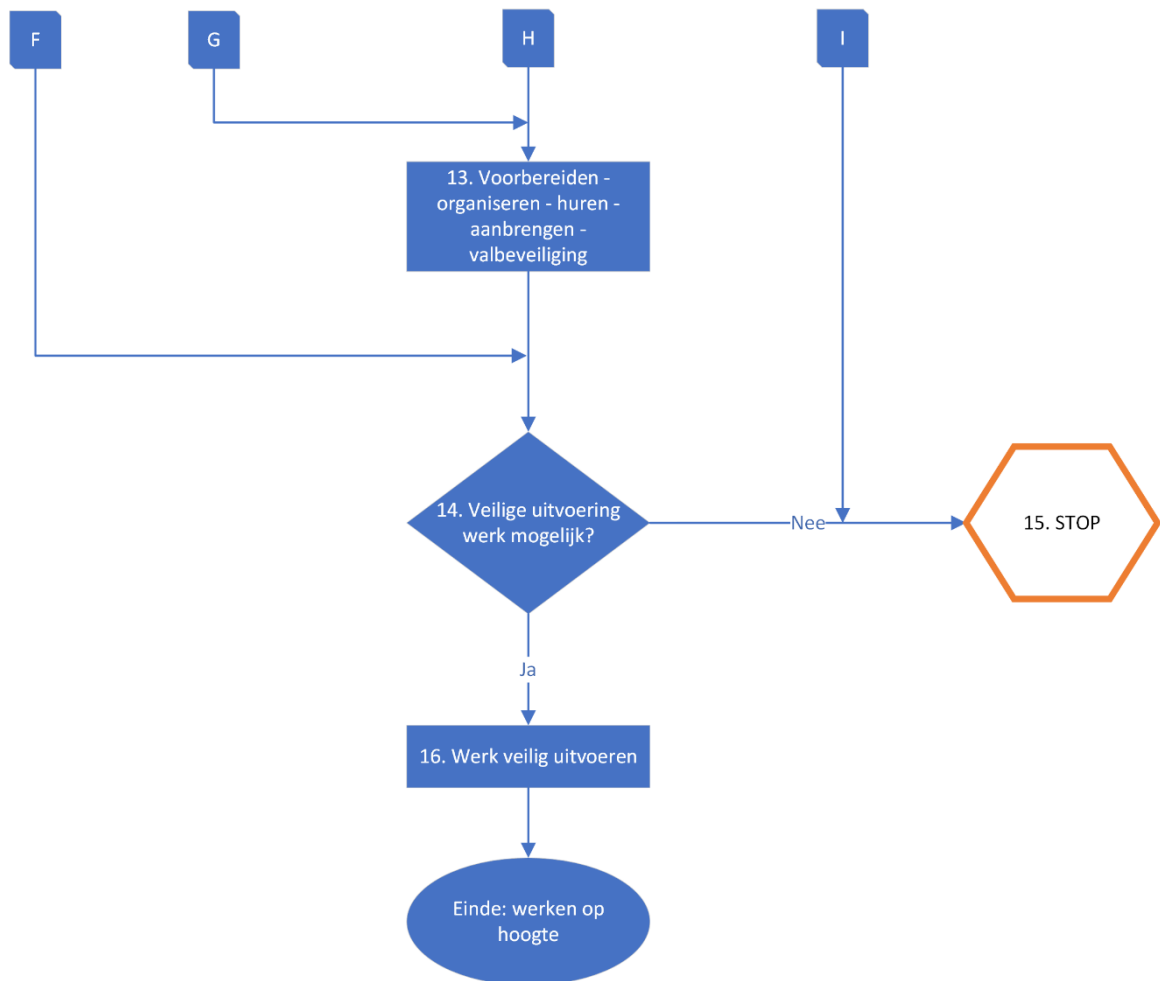 F
G
H
I
13. Voorbereiden -
organiseren - huren -
aanbrengen -
valbeveiliging
14. Veilige uitvoering
werk mogelijk?
Nee
15. STOP
Ja
16. Werk veilig uitvoeren
Einde: werken op
hoogte